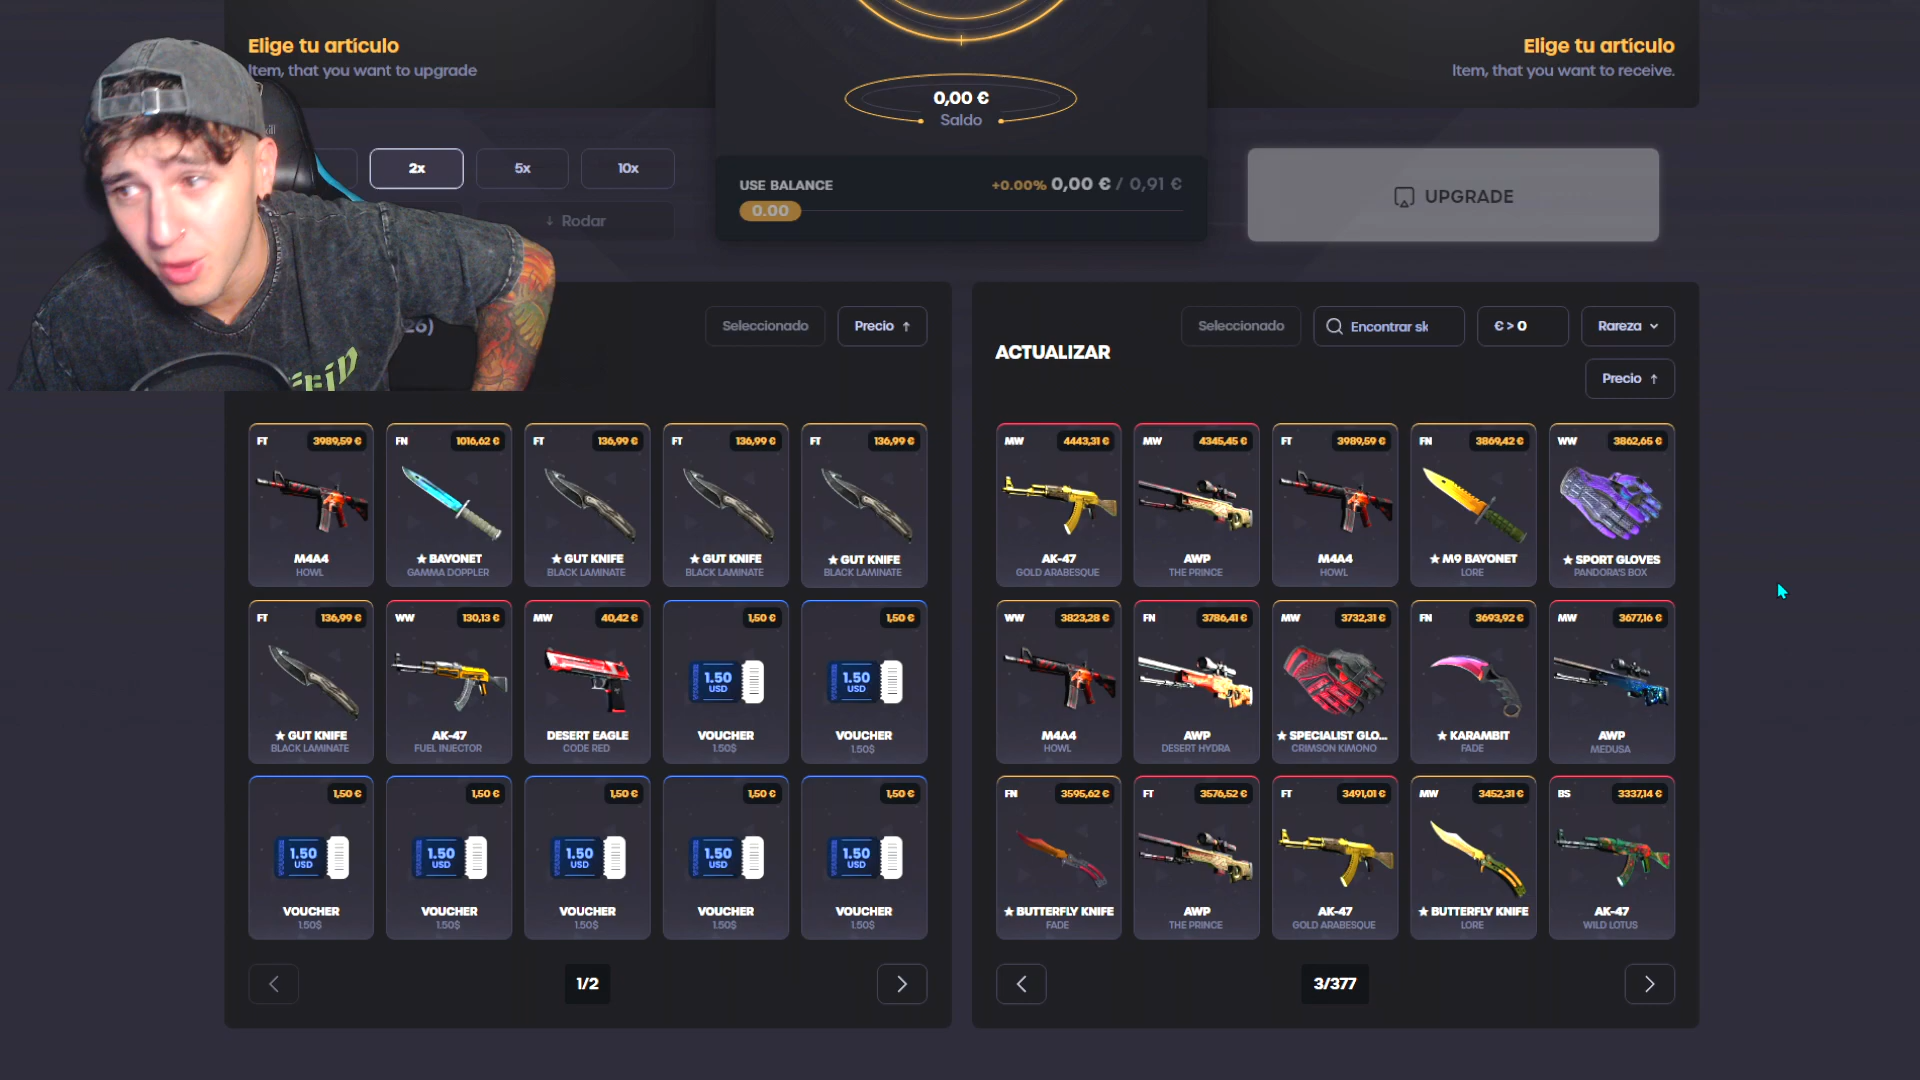 Elige tu artículo
Item, that you want to upgrade
Elige tu artículo
Item, that you want to receive.
0,00 €
Saldo
2x
5x
10x
Rodar
USE BALANCE
+0.00% 0,00 € / 0,91 €
0.00
UPGRADE
26)
Seleccionado
Precio ↑
ACTUALIZAR
Seleccionado
Encontrar sk
€ > 0
Rareza
Precio ↑
FT 3989,59 €
M4A4
HOWL
FN 1016,62 €
★ BAYONET
GAMMA DOPPLER
FT 136,99 €
★ GUT KNIFE
BLACK LAMINATE
FT 136,99 €
★ GUT KNIFE
BLACK LAMINATE
FT 136,99 €
★ GUT KNIFE
BLACK LAMINATE
FT 136,99 €
★ GUT KNIFE
BLACK LAMINATE
WW 130,13 €
AK-47
FUEL INJECTOR
MW 40,42 €
DESERT EAGLE
CODE RED
1,50 €
1.50
USD
VOUCHER
1.50$
1,50 €
1.50
USD
VOUCHER
1.50$
1,50 €
1.50
USD
VOUCHER
1.50$
1,50 €
1.50
USD
VOUCHER
1.50$
1,50 €
1.50
USD
VOUCHER
1.50$
1,50 €
1.50
USD
VOUCHER
1.50$
1,50 €
1.50
USD
VOUCHER
1.50$
1/2
MW 4443,31 €
AK-47
GOLD ARABESQUE
MW 4345,45 €
AWP
THE PRINCE
FT 3989,59 €
M4A4
HOWL
FN 3869,42 €
★ M9 BAYONET
LORE
WW 3862,65 €
★ SPORT GLOVES
PANDORA'S BOX
WW 3823,28 €
M4A4
HOWL
FN 3786,41 €
AWP
DESERT HYDRA
MW 3732,31 €
★ SPECIALIST GLO...
CRIMSON KIMONO
FN 3693,92 €
★ KARAMBIT
FADE
MW 3677,16 €
AWP
MEDUSA
FN 3595,62 €
★ BUTTERFLY KNIFE
FADE
FT 3576,52 €
AWP
THE PRINCE
FT 3491,01 €
AK-47
GOLD ARABESQUE
MW 3452,31 €
★ BUTTERFLY KNIFE
LORE
BS 3337,14 €
AK-47
WILD LOTUS
3/377